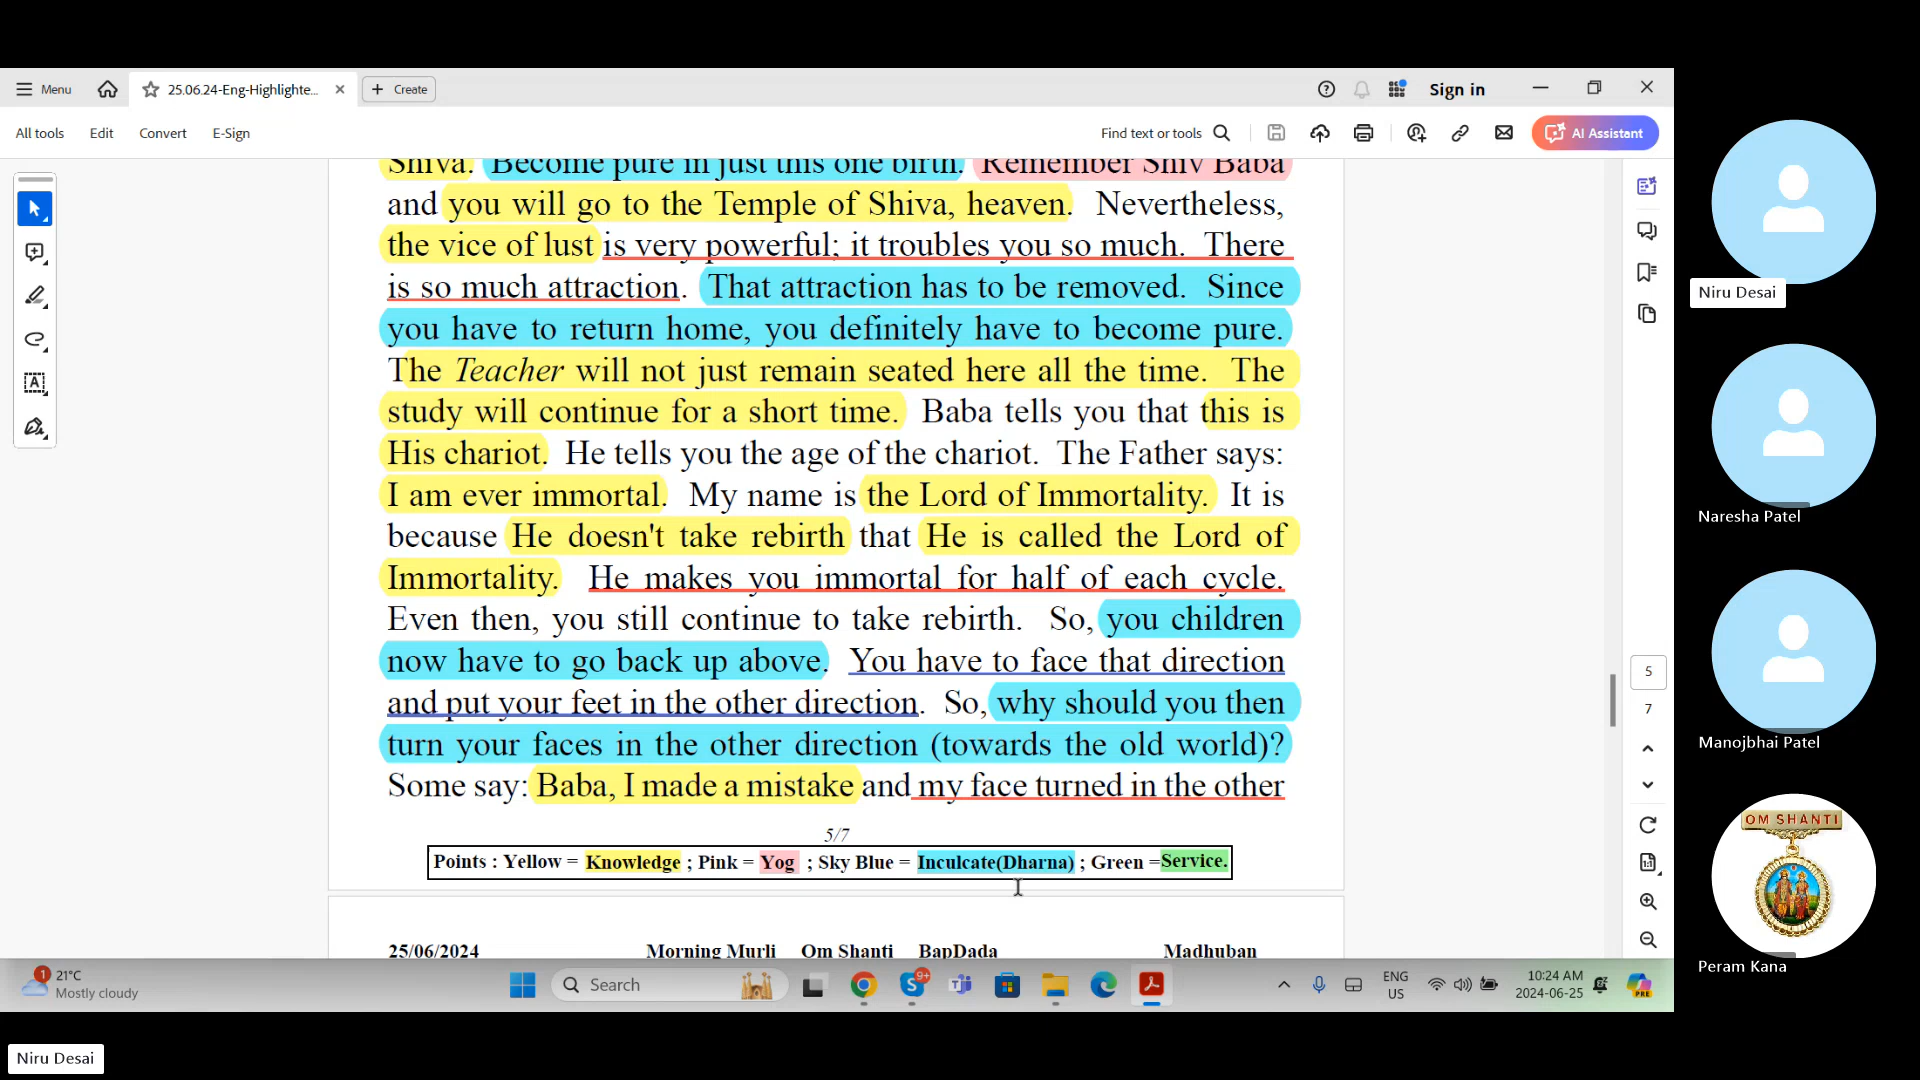 Menu
25.06.24-Eng-Highlighte...
Create
Sign in
All tools
Edit
Convert
E-Sign
Find text or tools
AI Assistant
Shiva. Become pure in just this one birth. Remember Shiv Baba
and you will go to the Temple of Shiva, heaven. Nevertheless,
the vice of lust is very powerful; it troubles you so much. There
is so much attraction. That attraction has to be removed. Since
you have to return home, you definitely have to become pure.
The Teacher will not just remain seated here all the time. The
study will continue for a short time. Baba tells you that this is
His chariot. He tells you the age of the chariot. The Father says:
I am ever immortal. My name is the Lord of Immortality. It is
because He doesn't take rebirth that He is called the Lord of
Immortality. He makes you immortal for half of each cycle.
Even then, you still continue to take rebirth. So, you children
now have to go back up above. You have to face that direction
and put your feet in the other direction. So, why should you then
turn your faces in the other direction (towards the old world)?
Some say: Baba, I made a mistake and my face turned in the other
5/7
Points : Yellow = Knowledge ; Pink = Yog ; Sky Blue = Inculcate(Dharna) ; Green =Service.
25/06/2024 Morning Murli Om Shanti BapDada Madhuban
5
7
1:1
Niru Desai
Naresha Patel
Manojbhai Patel
OM SHANTI
Peram Kana
1
21°C
Mostly cloudy
Search
9+
ENG
US
10:24 AM
2024-06-25
PRE
Niru Desai